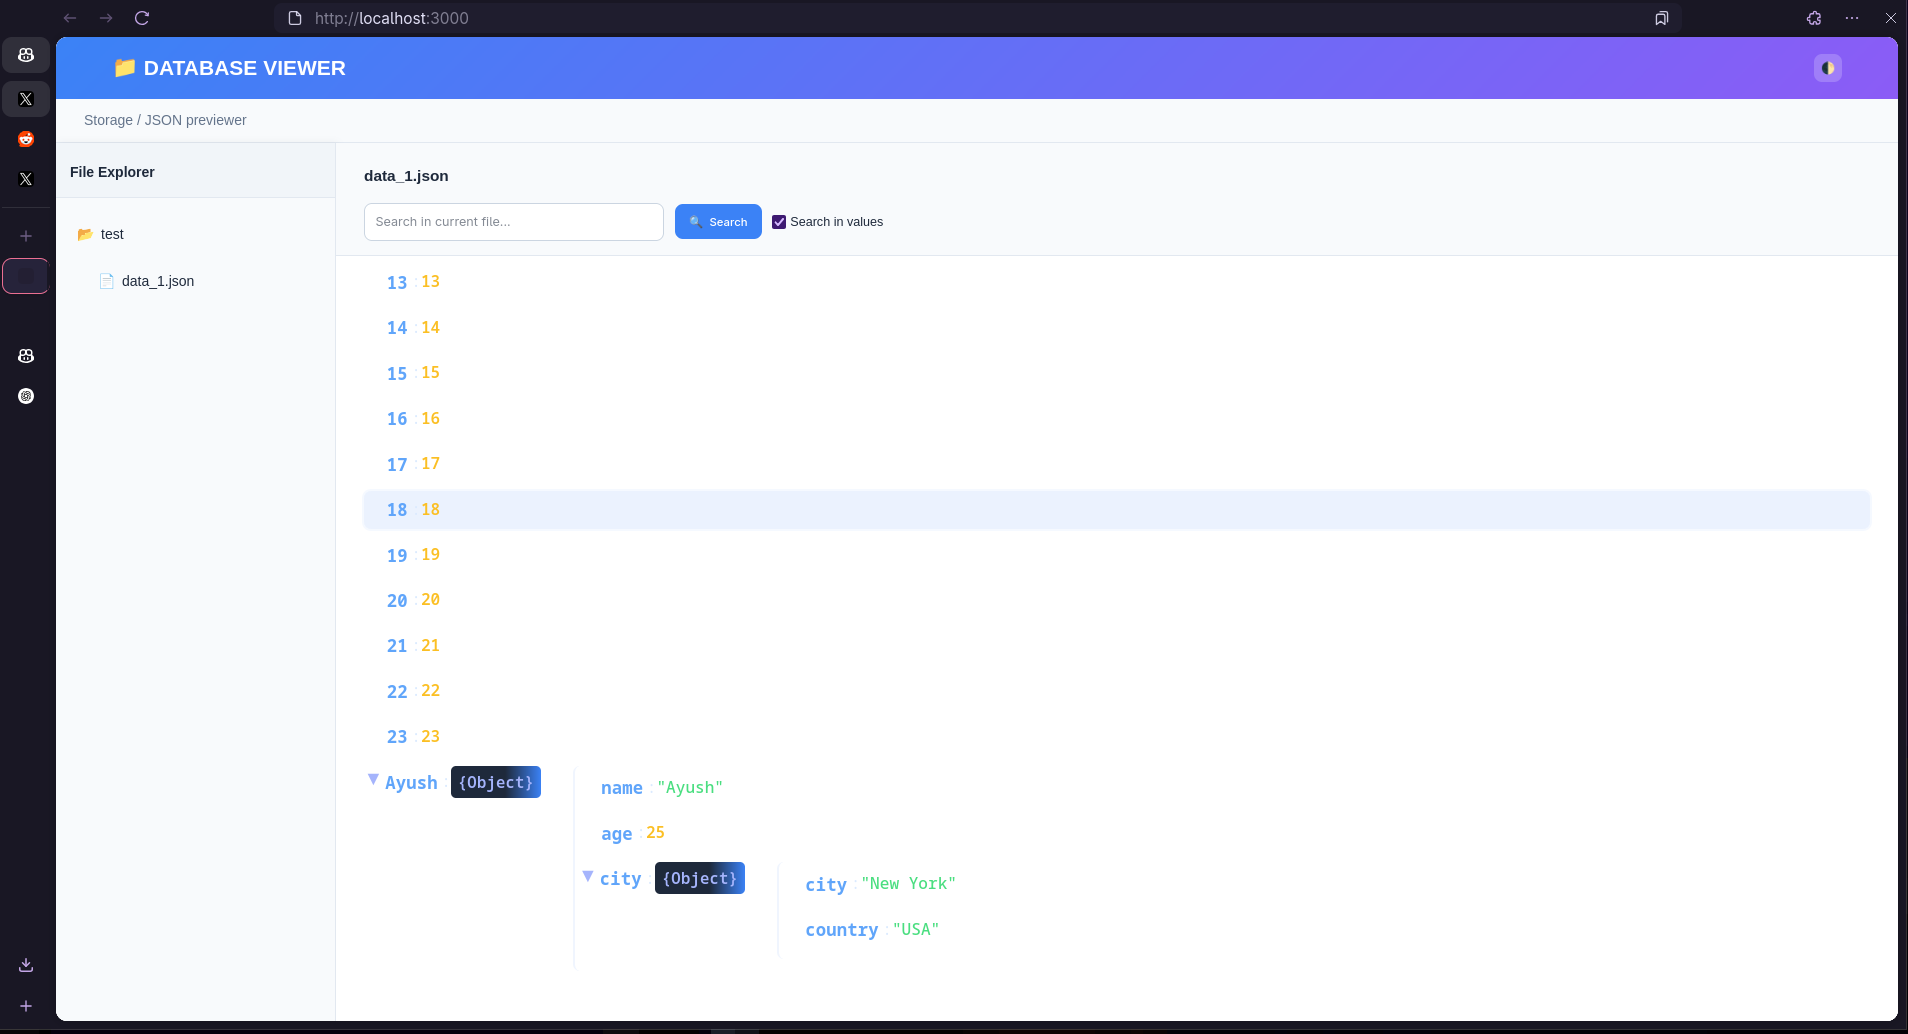 http://localhost:3000
DATABASE VIEWER
Storage / JSON previewer
File Explorer
test
data_1.json
data_1.json
Search in current file...
Search
Search in values
13 : 13
14 : 14
15 : 15
16 : 16
17 : 17
18 : 18
19 : 19
20 : 20
21 : 21
22 : 22
23 : 23
Ayush : {Object}
name : "Ayush"
age : 25
city : {Object}
city : "New York"
country : "USA"